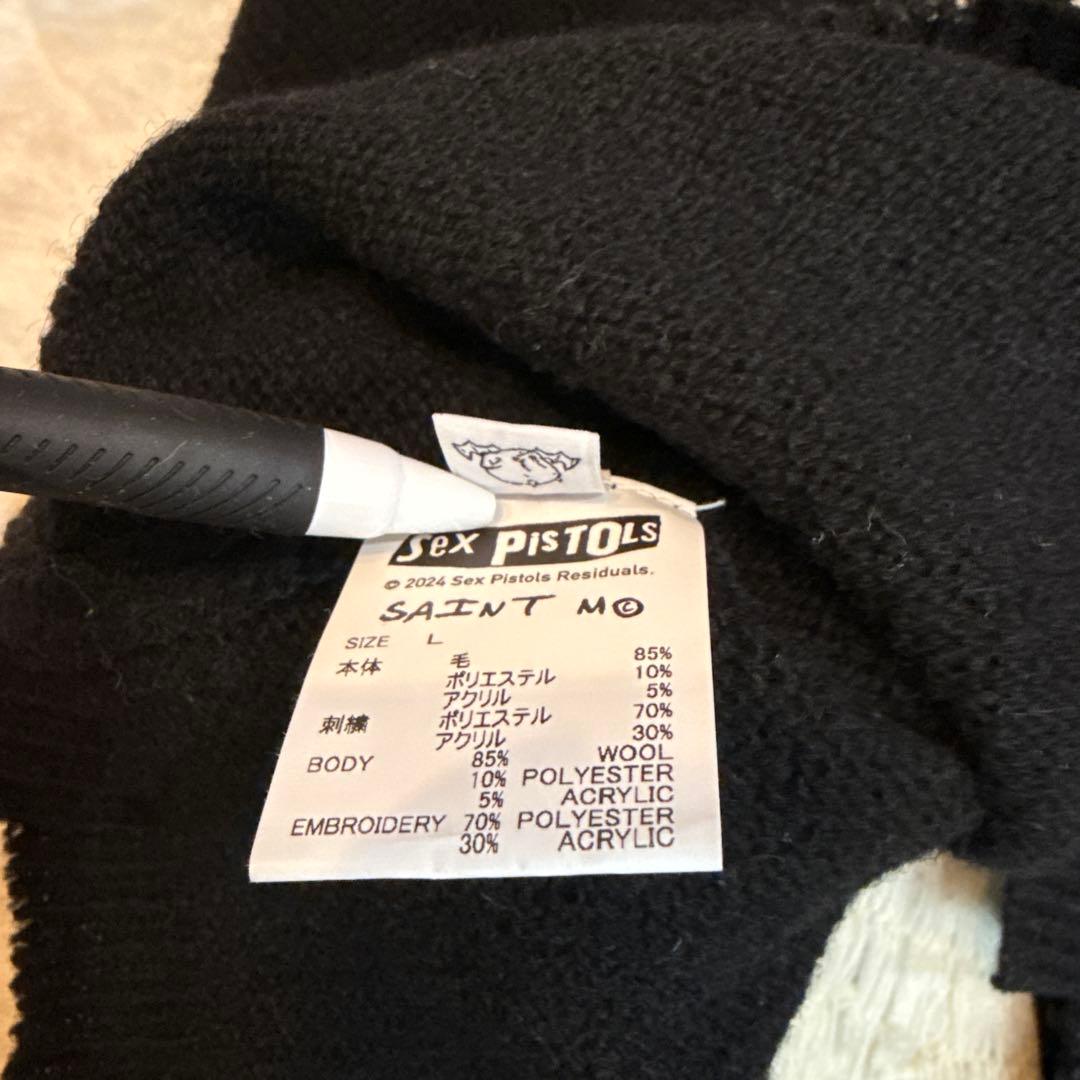 Sex PisTOLs
© 2024 Sex Pistols Residuals.
SAINT M©
SIZE L
本体 毛 85%
ポリエステル 10%
アクリル 5%
刺繍 ポリエステル 70%
アクリル 30%
BODY 85% WOOL
10% POLYESTER
5% ACRYLIC
EMBROIDERY 70% POLYESTER
30% ACRYLIC